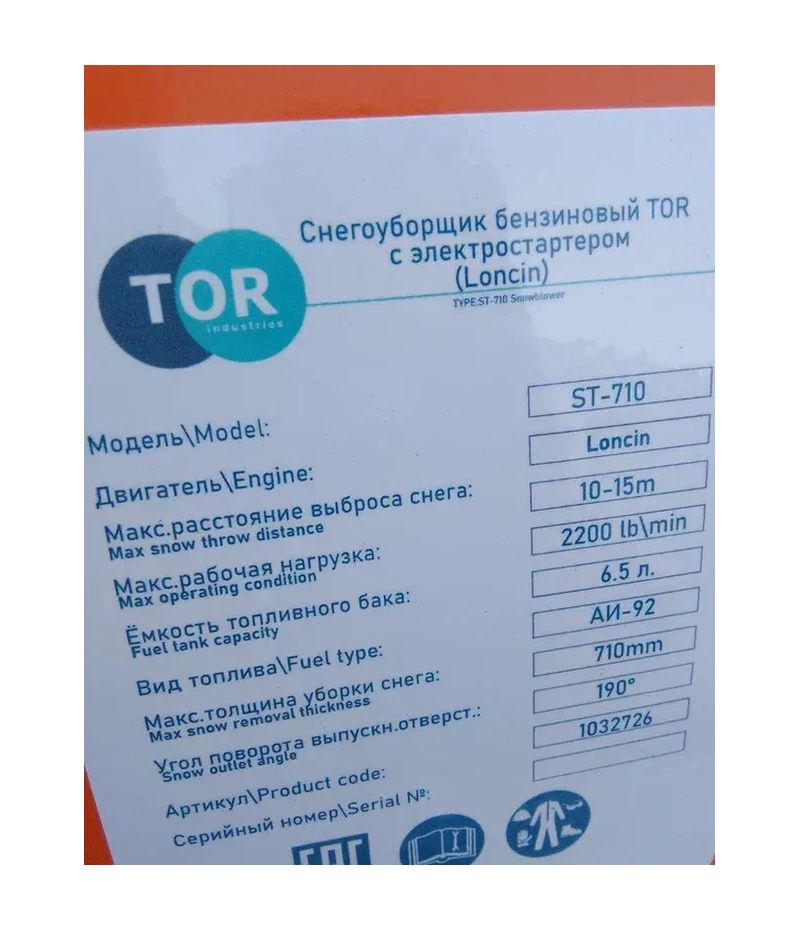 TOR
industries
Снегоуборщик бензиновый TOR
с электростартером
(Loncin)
TYPE:ST-710 Snowblower
Модель\Model:
ST-710
Двигатель\Engine:
Loncin
Макс.расстояние выброса снега:
Max snow throw distance
10-15m
Макс.рабочая нагрузка:
Max operating condition
2200 lb\min
Ёмкость топливного бака:
Fuel tank capacity
6.5 л.
Вид топлива\Fuel type:
АИ-92
Макс.толщина уборки снега:
Max snow removal thickness
710mm
Угол поворота выпускн.отверст.:
Snow outlet angle
190°
Артикул\Product code:
1032726
Серийный номер\Serial №:
EAC